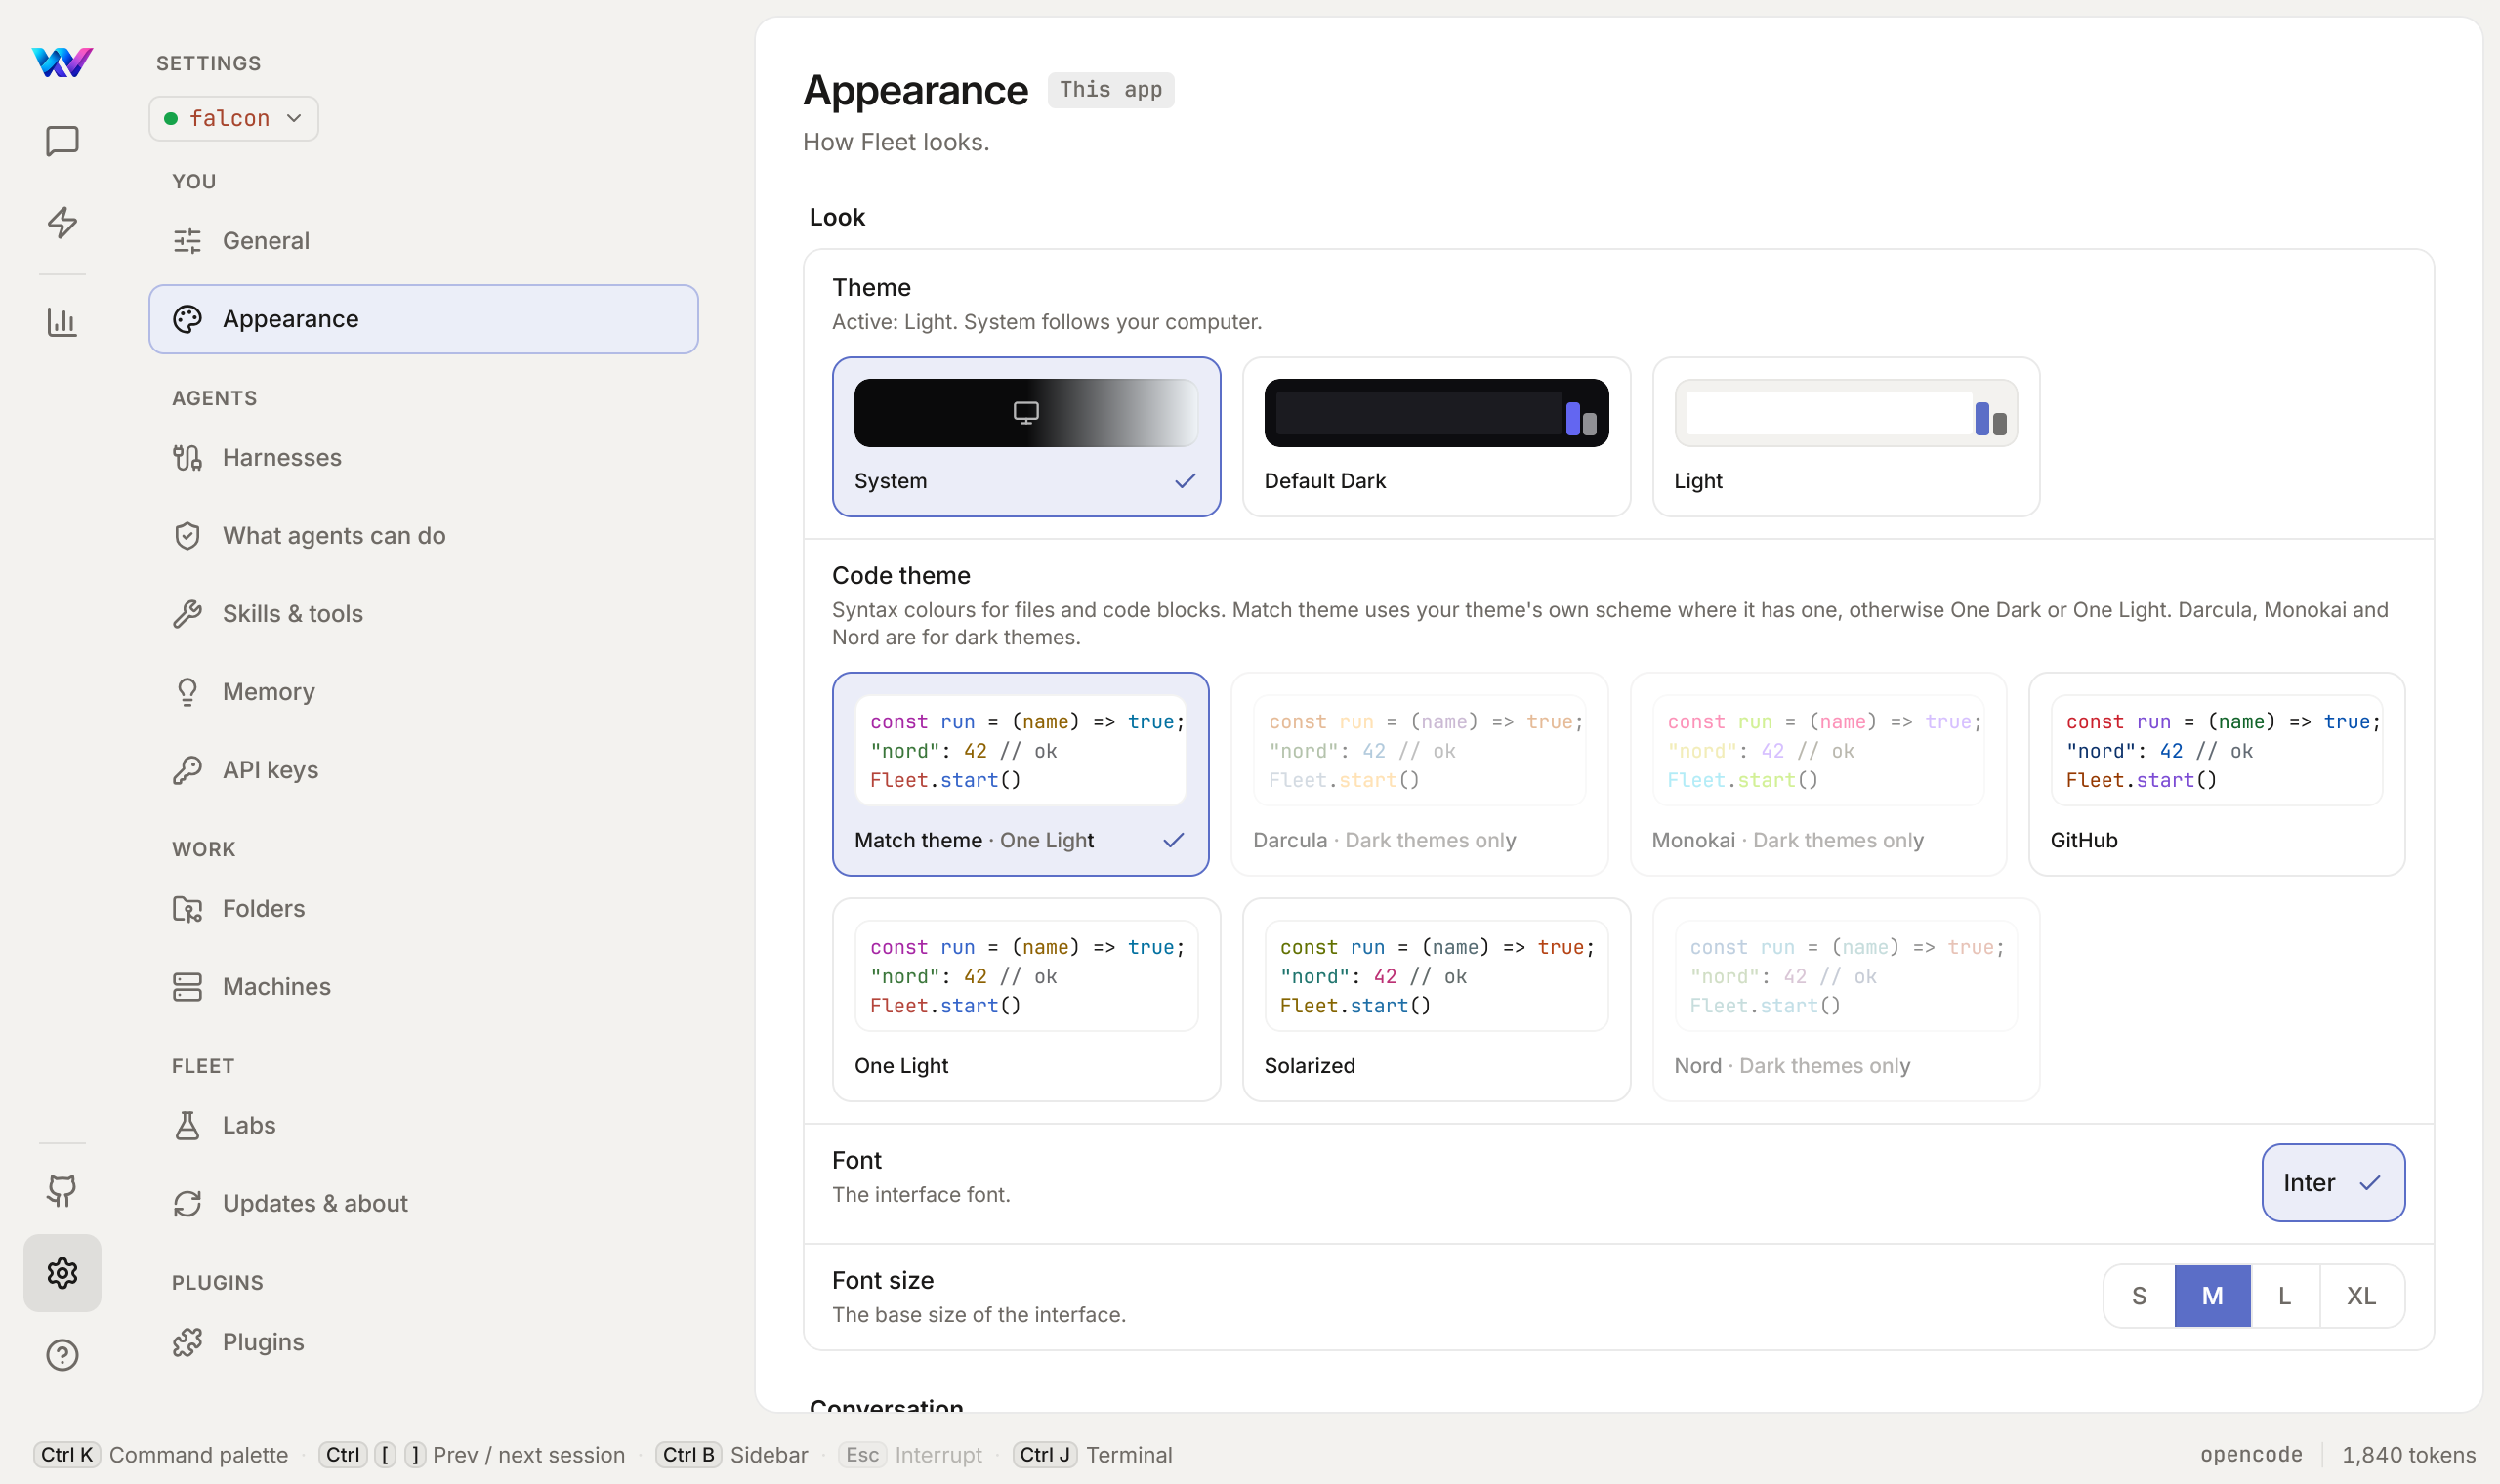 SETTINGS
falcon
YOU
General
Appearance
AGENTS
Harnesses
What agents can do
Skills & tools
Memory
API keys
WORK
Folders
Machines
FLEET
Labs
Updates & about
PLUGINS
Plugins
Appearance This app
How Fleet looks.
Look
Theme
Active: Light. System follows your computer.
System
Default Dark
Light
Code theme
Syntax colours for files and code blocks. Match theme uses your theme's own scheme where it has one, otherwise One Dark or One Light. Darcula, Monokai and
Nord are for dark themes.
const run = (name) => true;
"nord": 42 // ok
Fleet.start()
Match theme · One Light
const run = (name) => true;
"nord": 42 // ok
Fleet.start()
Darcula · Dark themes only
const run = (name) => true;
"nord": 42 // ok
Fleet.start()
Monokai · Dark themes only
const run = (name) => true;
"nord": 42 // ok
Fleet.start()
GitHub
const run = (name) => true;
"nord": 42 // ok
Fleet.start()
One Light
const run = (name) => true;
"nord": 42 // ok
Fleet.start()
Solarized
const run = (name) => true;
"nord": 42 // ok
Fleet.start()
Nord · Dark themes only
Font
The interface font.
Inter
Font size
The base size of the interface.
S M L XL
Conversation
Ctrl K Command palette · Ctrl [ ] Prev / next session · Ctrl B Sidebar · Esc Interrupt · Ctrl J Terminal
opencode 1,840 tokens